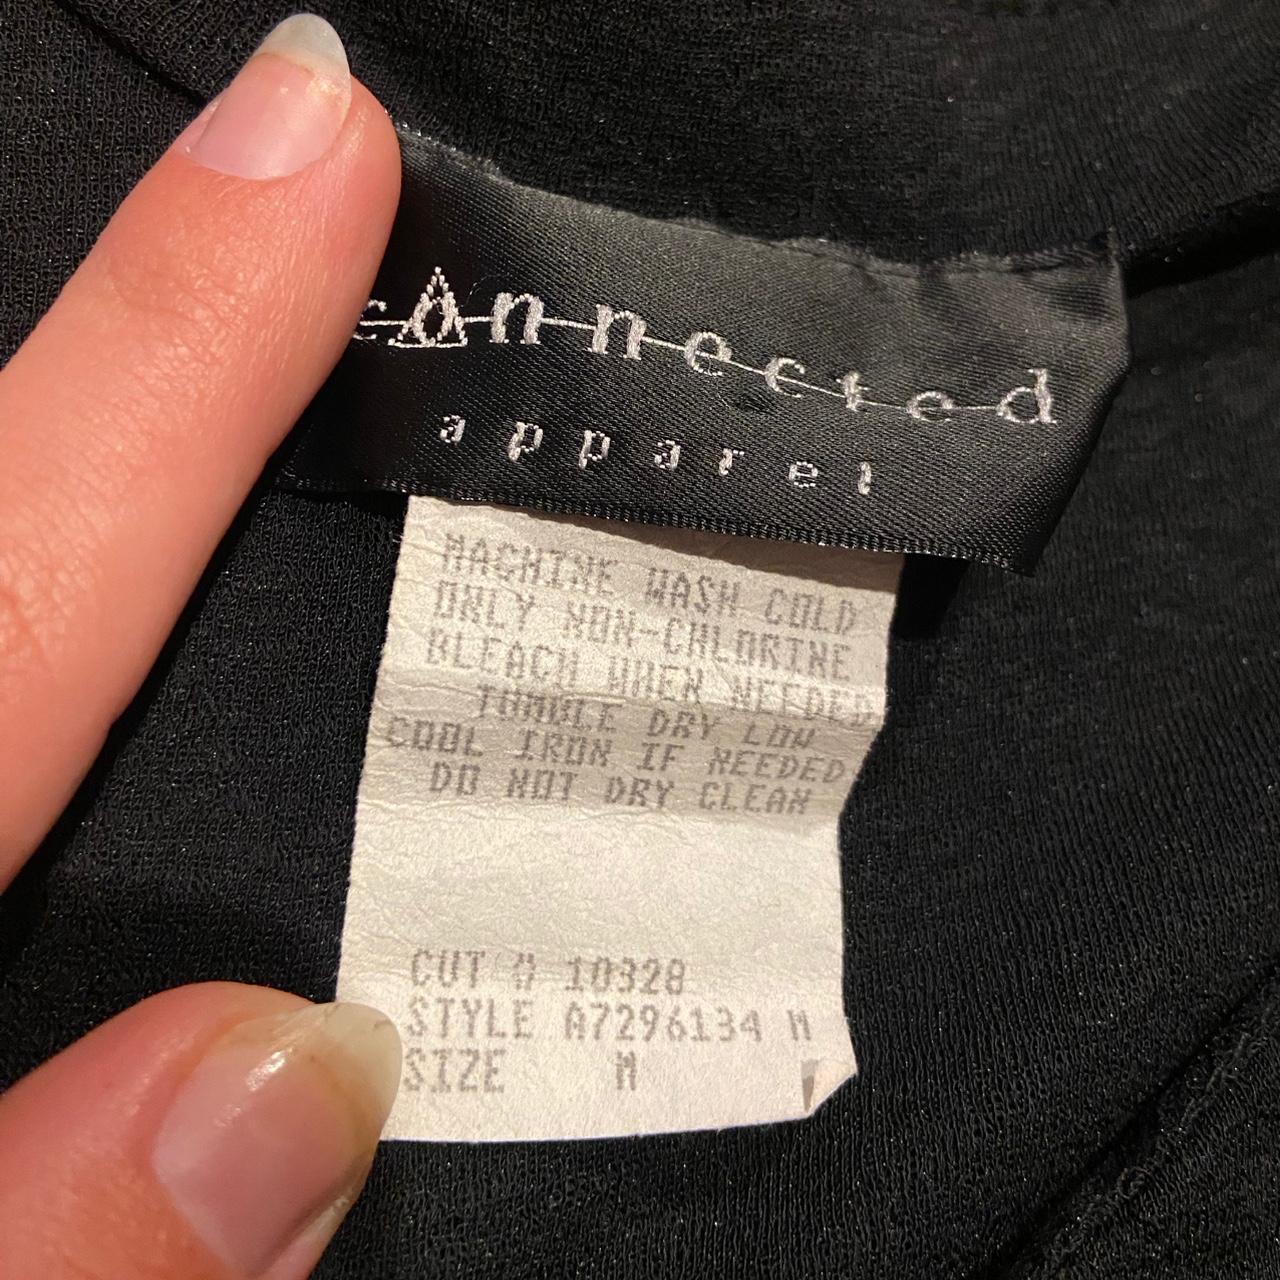 connected
apparel
MACHINE WASH COLD
ONLY NON-CHLORINE
BLEACH WHEN NEEDED
TUMBLE DRY LOW
COOL IRON IF NEEDED
DO NOT DRY CLEAN
CUT # 10328
STYLE A7296134 M
SIZE M